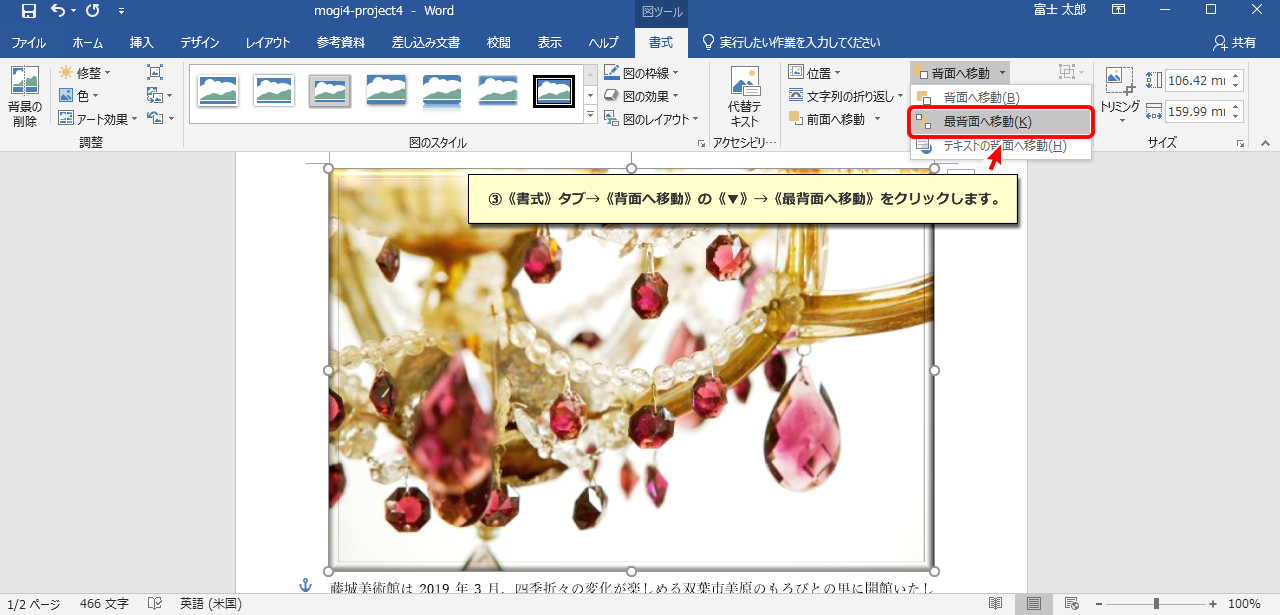 mogi4-project4 - Word
図ツール
富士 太郎
ファイル ホーム 挿入 デザイン レイアウト 参考資料 差し込み文書 校閲 表示 ヘルプ 書式 実行したい作業を入力してください 共有
背景の
削除
修整
色
アート効果
調整
図の枠線
図の効果
図のレイアウト
図のスタイル
代替テ
キスト
アクセシビリ…
位置
文字列の折り返し
前面へ移動
背面へ移動
背面へ移動(B)
最背面へ移動(K)
テキストの背面へ移動(H)
トリミング
106.42 mr
159.99 mr
サイズ
③《書式》タブ→《背面へ移動》の《▼》→《最背面へ移動》をクリックします。
藤城美術館は 2019 年 3 月、四季折々の変化が楽しめる双葉市美原のもろびとの里に開館いたし
1/2 ページ 466 文字 英語 (米国) 100%